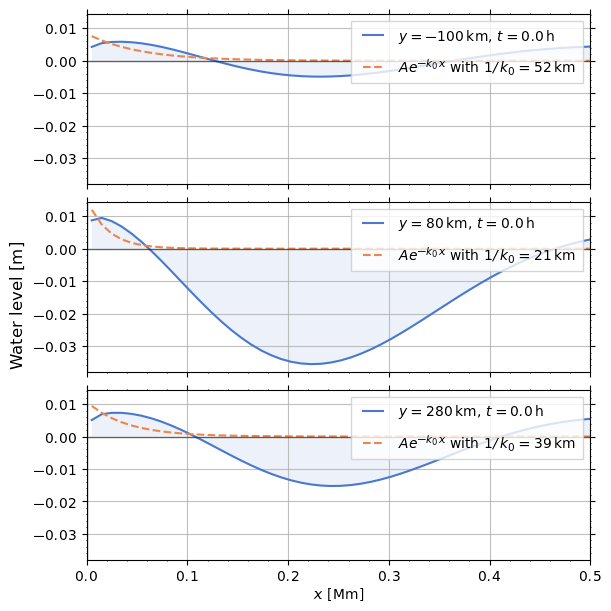 0.01
0.00
−0.01
−0.02
−0.03
y = −100 km, t = 0.0 h
Ae^{−k₀x} with 1/k₀ = 52 km
Water level [m]
0.01
0.00
−0.01
−0.02
−0.03
y = 80 km, t = 0.0 h
Ae^{−k₀x} with 1/k₀ = 21 km
0.01
0.00
−0.01
−0.02
−0.03
y = 280 km, t = 0.0 h
Ae^{−k₀x} with 1/k₀ = 39 km
0.0 0.1 0.2 0.3 0.4 0.5
x [Mm]